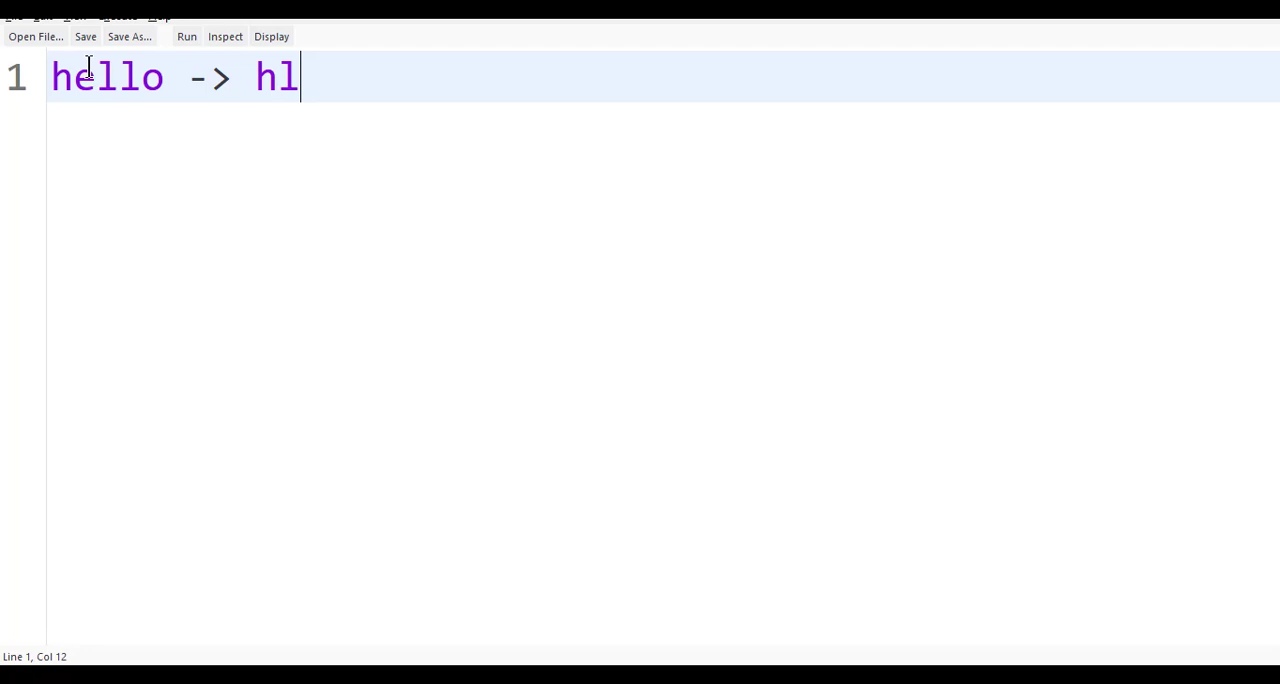 Open File... Save Save As... Run Inspect Display
1 hello -> hl
Line 1, Col 12